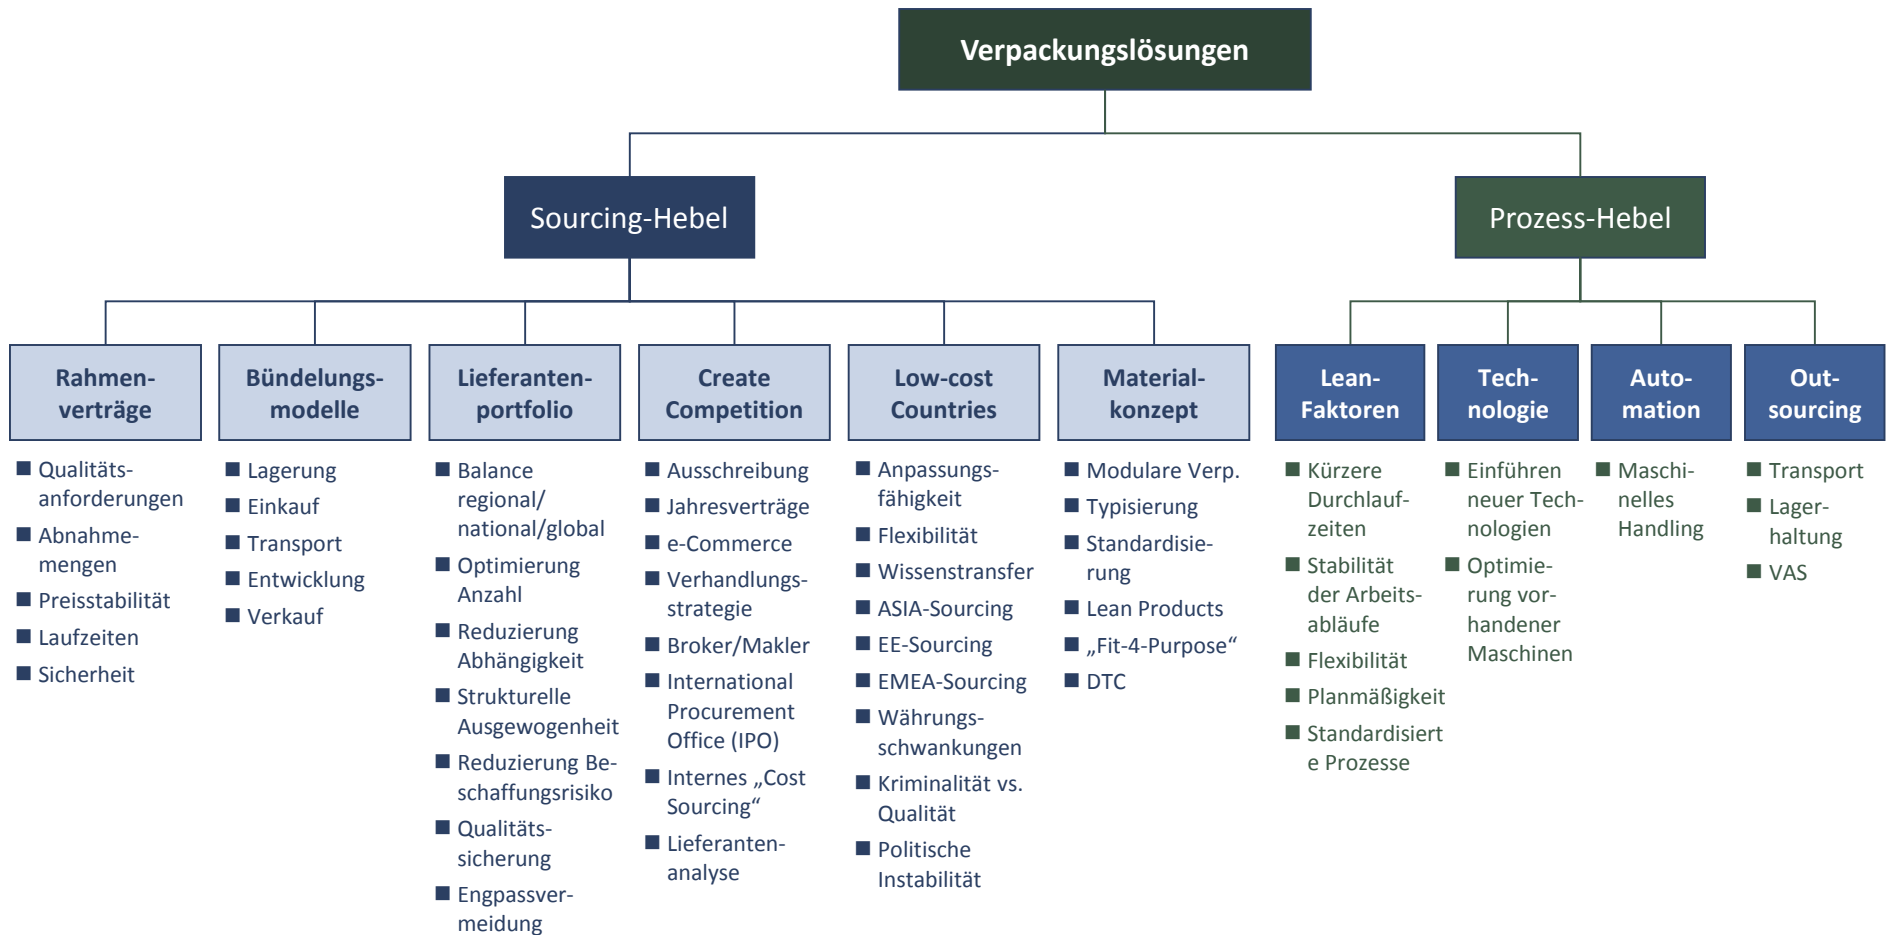 Verpackungslösungen
Sourcing-Hebel
Prozess-Hebel
Rahmen-
verträge
■ Qualitäts-
anforderungen
■ Abnahme-
mengen
■ Preisstabilität
■ Laufzeiten
■ Sicherheit
Bündelungs-
modelle
■ Lagerung
■ Einkauf
■ Transport
■ Entwicklung
■ Verkauf
Lieferanten-
portfolio
■ Balance
regional/
national/global
■ Optimierung
Anzahl
■ Reduzierung
Abhängigkeit
■ Strukturelle
Ausgewogenheit
■ Reduzierung Be-
schaffungsrisiko
■ Qualitäts-
sicherung
■ Engpassver-
meidung
Create
Competition
■ Ausschreibung
■ Jahresverträge
■ e-Commerce
■ Verhandlungs-
strategie
■ Broker/Makler
■ International
Procurement
Office (IPO)
■ Internes „Cost
Sourcing“
■ Lieferanten-
analyse
Low-cost
Countries
■ Anpassungs-
fähigkeit
■ Flexibilität
■ Wissenstransfer
■ ASIA-Sourcing
■ EE-Sourcing
■ EMEA-Sourcing
■ Währungs-
schwankungen
■ Kriminalität vs.
Qualität
■ Politische
Instabilität
Material-
konzept
■ Modulare Verp.
■ Typisierung
■ Standardisie-
rung
■ Lean Products
■ „Fit-4-Purpose“
■ DTC
Lean-
Faktoren
■ Kürzere
Durchlauf-
zeiten
■ Stabilität
der Arbeits-
abläufe
■ Flexibilität
■ Planmäßigkeit
■ Standardisiert
e Prozesse
Tech-
nologie
■ Einführen
neuer Tech-
nologien
■ Optimie-
rung vor-
handener
Maschinen
Auto-
mation
■ Maschi-
nelles
Handling
Out-
sourcing
■ Transport
■ Lager-
haltung
■ VAS